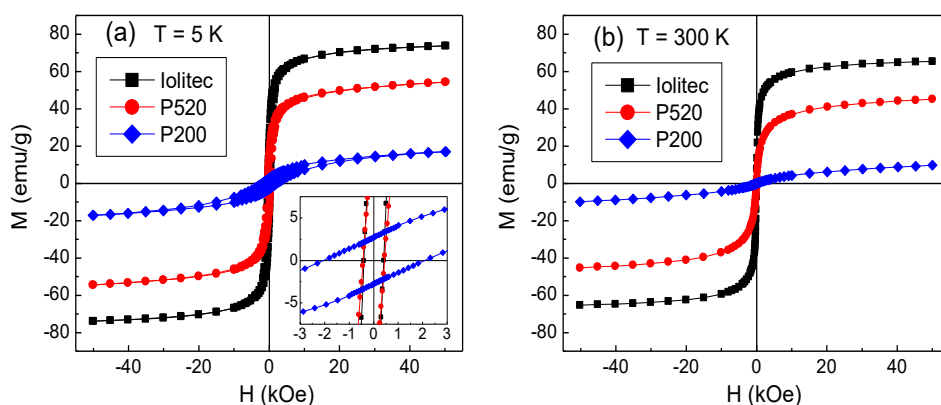 (a) T = 5 K
Iolitec
P520
P200
M (emu/g)
80
60
40
20
0
-20
-40
-60
-80
-40 -20 0 20 40
H (kOe)
5
0
-5
-3 -2 -1 0 1 2 3
(b) T = 300 K
Iolitec
P520
P200
M (emu/g)
80
60
40
20
0
-20
-40
-60
-80
-40 -20 0 20 40
H (kOe)